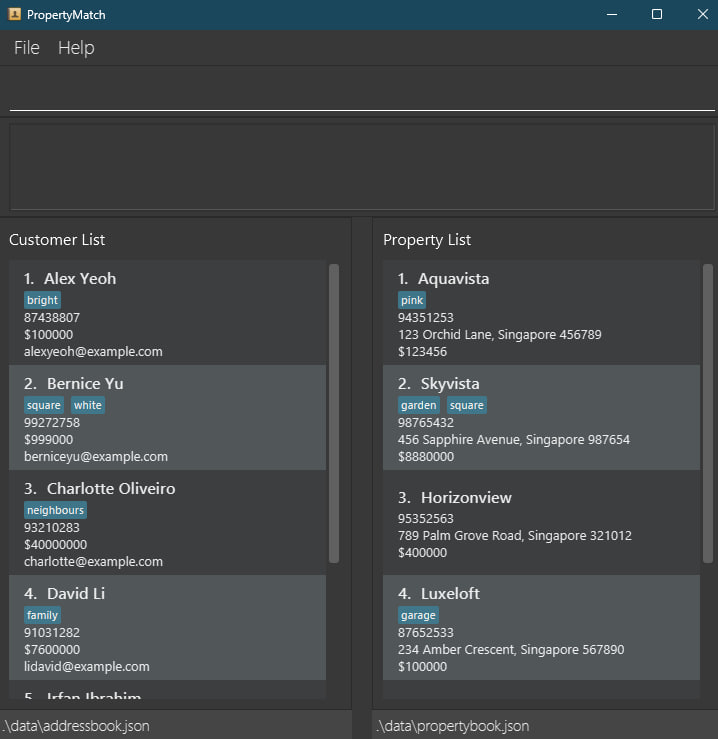 PropertyMatch
File Help
Customer List
1. Alex Yeoh
bright
87438807
$100000
alexyeoh@example.com
2. Bernice Yu
square white
99272758
$999000
berniceyu@example.com
3. Charlotte Oliveiro
neighbours
93210283
$40000000
charlotte@example.com
4. David Li
family
91031282
$7600000
lidavid@example.com
5. Irfan Ibrahim
.\data\addressbook.json
Property List
1. Aquavista
pink
94351253
123 Orchid Lane, Singapore 456789
$123456
2. Skyvista
garden square
98765432
456 Sapphire Avenue, Singapore 987654
$8880000
3. Horizonview
95352563
789 Palm Grove Road, Singapore 321012
$400000
4. Luxeloft
garage
87652533
234 Amber Crescent, Singapore 567890
$100000
.\data\propertybook.json